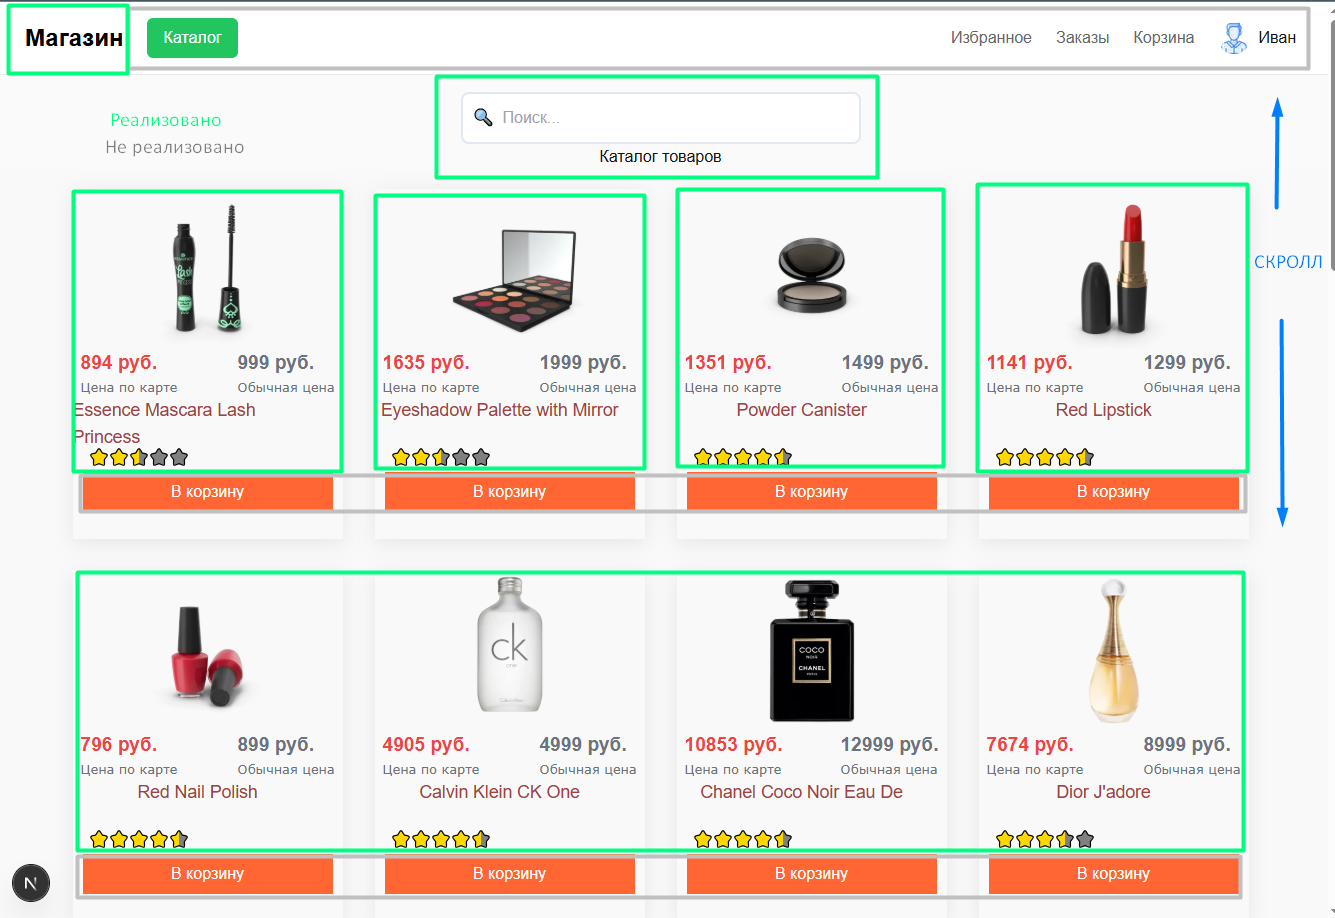 Магазин Каталог Избранное Заказы Корзина Иван
Поиск...
Реализовано
Не реализовано
Каталог товаров
СКРОЛЛ
894 руб. 999 руб. 1635 руб. 1999 руб. 1351 руб. 1499 руб. 1141 руб. 1299 руб.
Цена по карте Обычная цена Цена по карте Обычная цена Цена по карте Обычная цена Цена по карте Обычная цена
Essence Mascara Lash Eyeshadow Palette with Mirror Powder Canister Red Lipstick
Princess
В корзину В корзину В корзину В корзину
ck
one
COCO
NOIR
CHANEL
796 руб. 899 руб. 4905 руб. 4999 руб. 10853 руб. 12999 руб. 7674 руб. 8999 руб.
Цена по карте Обычная цена Цена по карте Обычная цена Цена по карте Обычная цена Цена по карте Обычная цена
Red Nail Polish Calvin Klein CK One Chanel Coco Noir Eau De Dior J'adore
N
В корзину В корзину В корзину В корзину